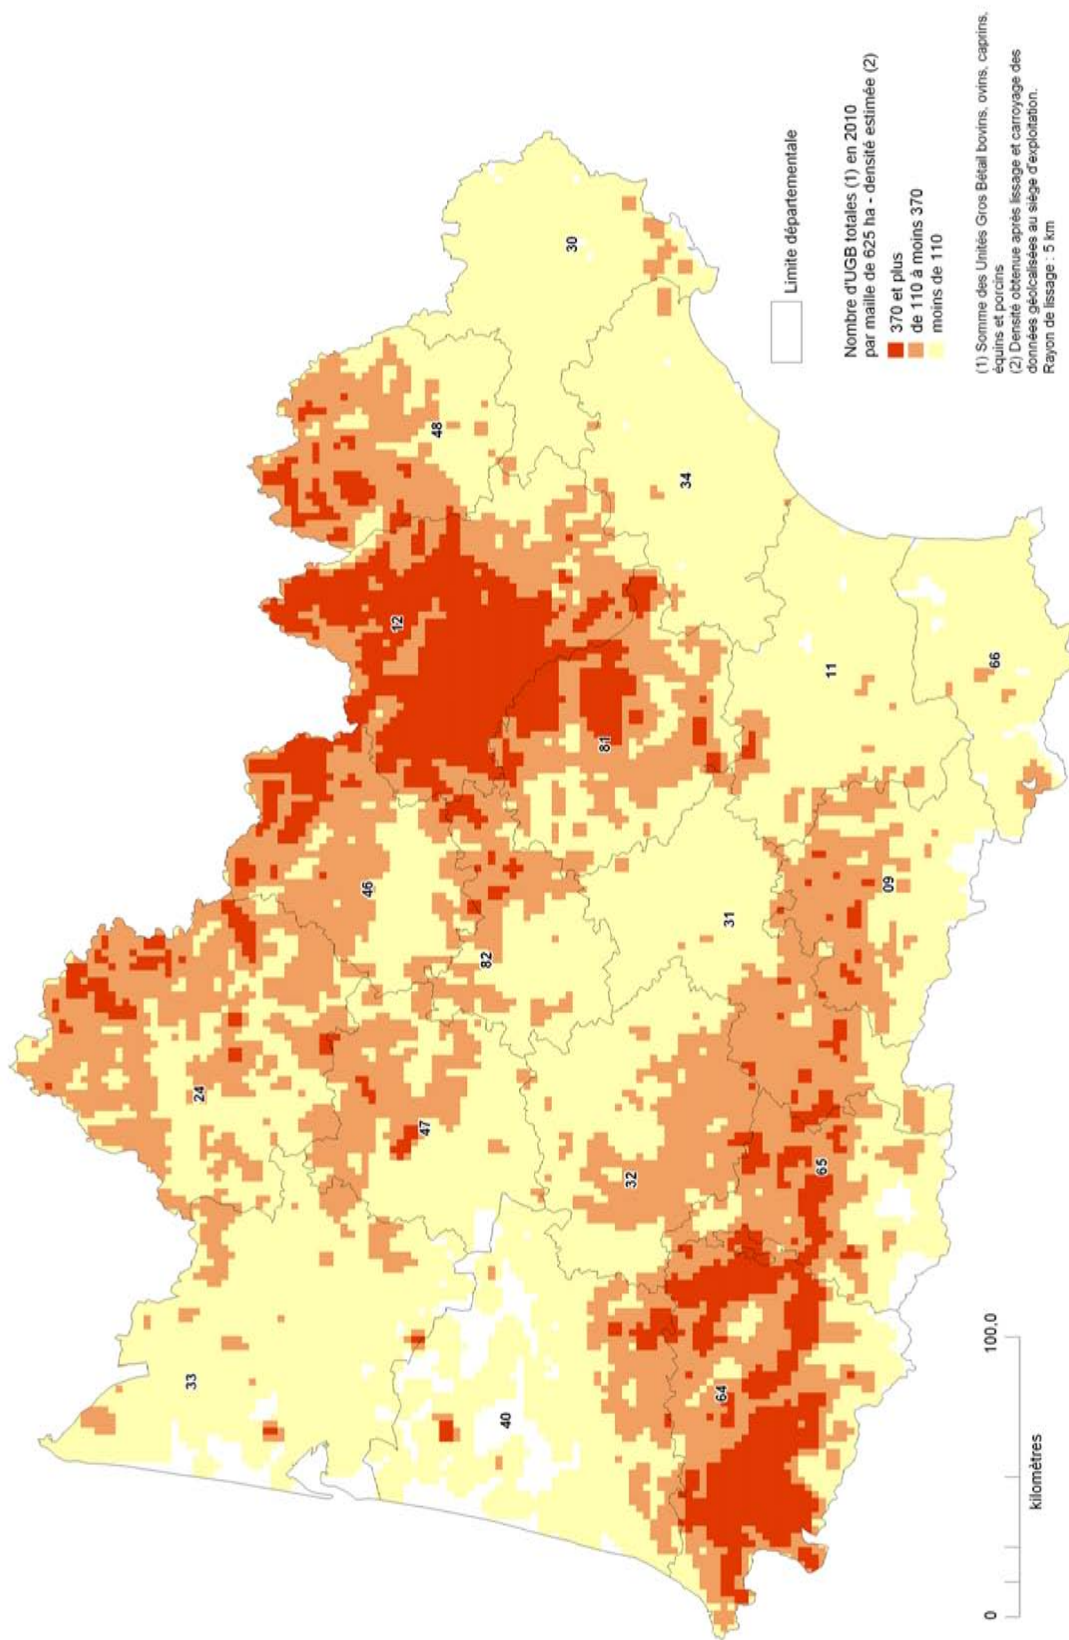 33
24
40
47
46
64
32
82
65
31
09
12
81
48
30
34
11
66
0
100,0
kilomètres
Limite départementale
Nombre d'UGB totales (1) en 2010
par maille de 625 ha - densité estimée (2)
370 et plus
de 110 à moins 370
moins de 110
(1) Somme des Unités Gros Bétail bovins, ovins, caprins,
équins et porcins
(2) Densité obtenue après lissage et carroyage des
données géolcalisées au siège d'exploitation.
Rayon de lissage : 5 km